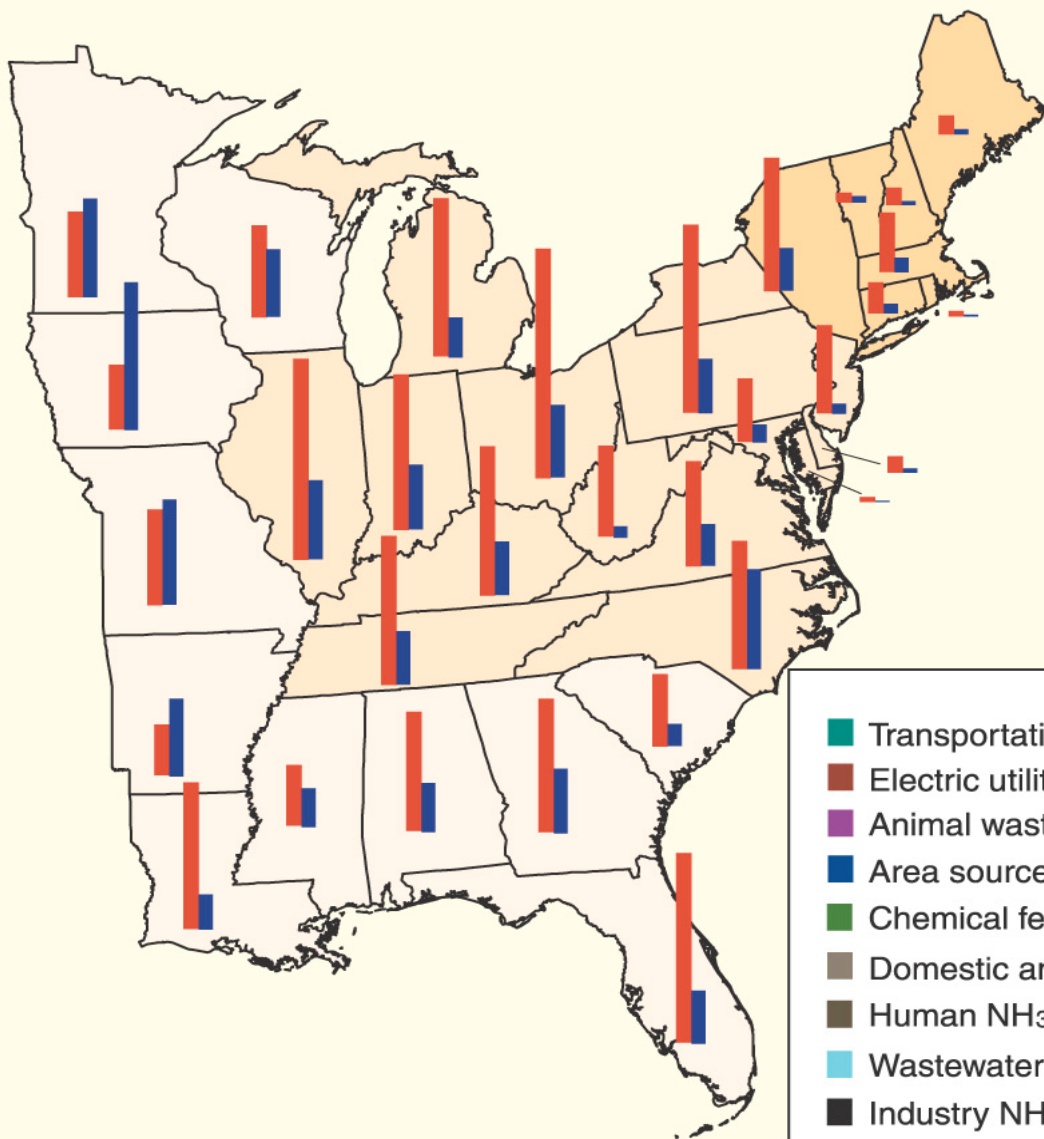 Transportati
Electric utilit
Animal wast
Area source
Chemical fe
Domestic ar
Human NH₃
Wastewater
Industry NH